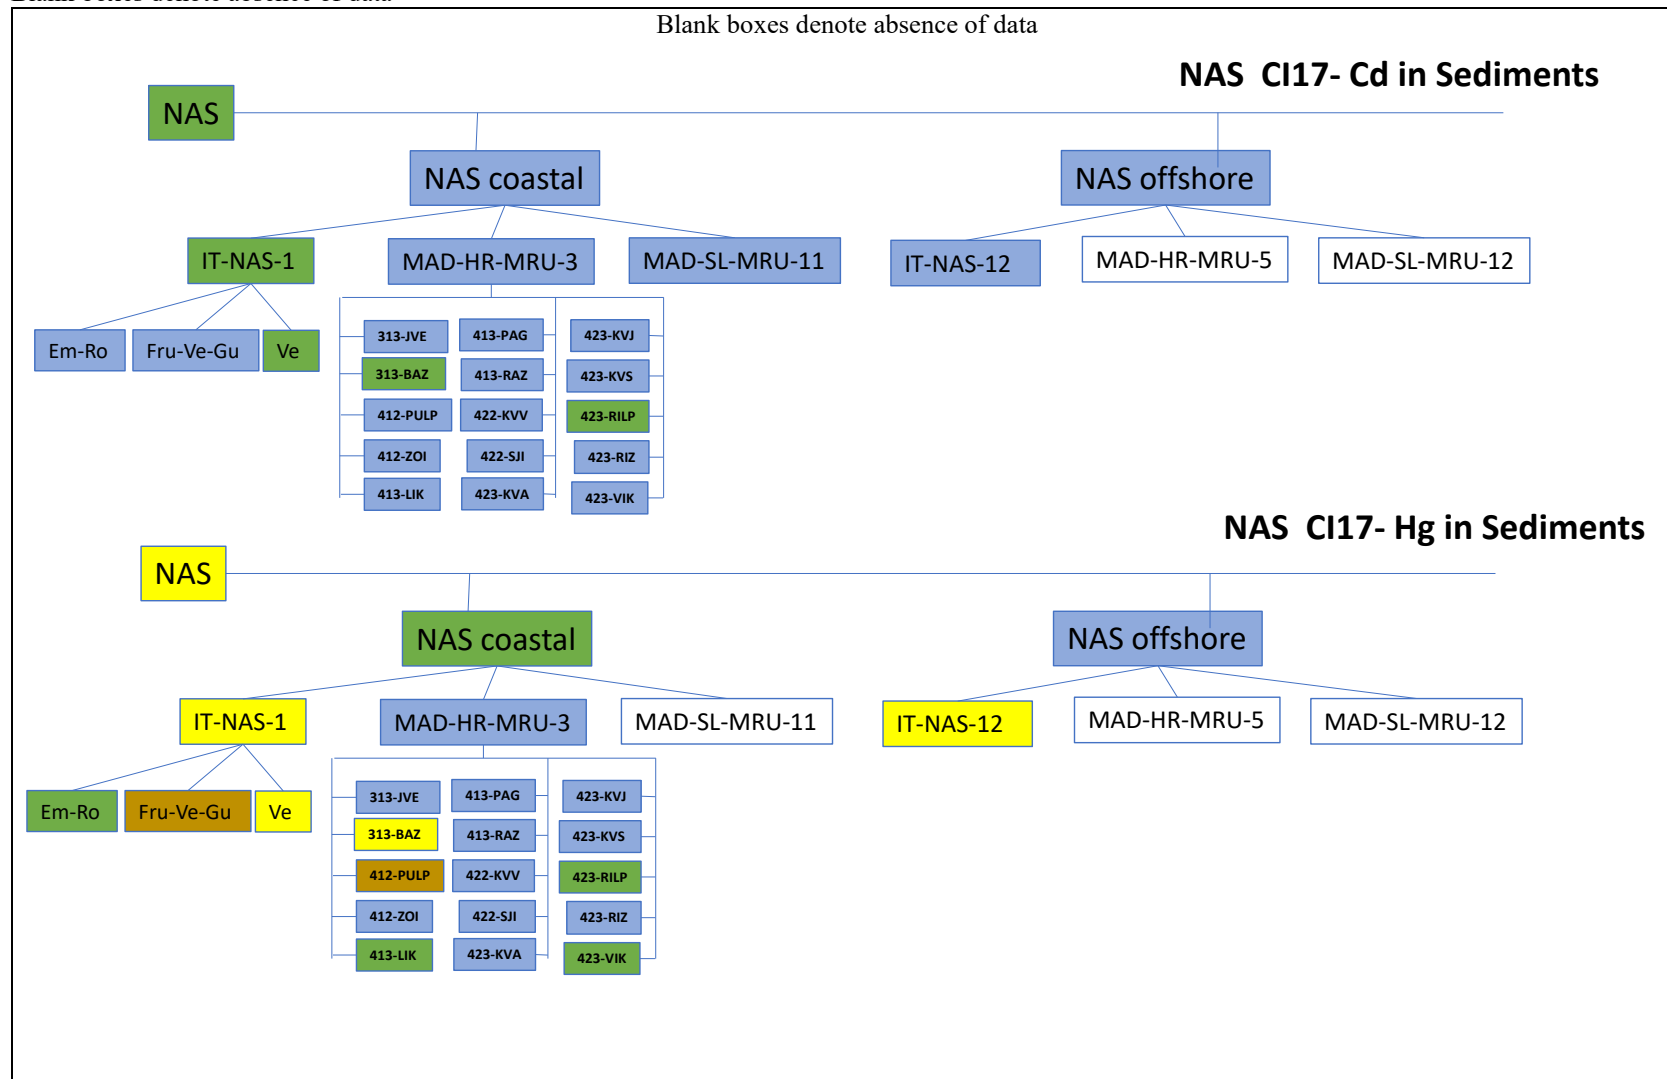 Blank boxes denote absence of data
NAS CI17- Cd in Sediments
NAS
NAS coastal
NAS offshore
IT-NAS-1
MAD-HR-MRU-3
MAD-SL-MRU-11
IT-NAS-12
MAD-HR-MRU-5
MAD-SL-MRU-12
Em-Ro
Fru-Ve-Gu
Ve
313-JVE
413-PAG
423-KVJ
313-BAZ
413-RAZ
423-KVS
412-PULP
422-KVV
423-RILP
412-ZOI
422-SJI
423-RIZ
413-LIK
423-KVA
423-VIK
NAS CI17- Hg in Sediments
NAS
NAS coastal
NAS offshore
IT-NAS-1
MAD-HR-MRU-3
MAD-SL-MRU-11
IT-NAS-12
MAD-HR-MRU-5
MAD-SL-MRU-12
Em-Ro
Fru-Ve-Gu
Ve
313-JVE
413-PAG
423-KVJ
313-BAZ
413-RAZ
423-KVS
412-PULP
422-KVV
423-RILP
412-ZOI
422-SJI
423-RIZ
413-LIK
423-KVA
423-VIK